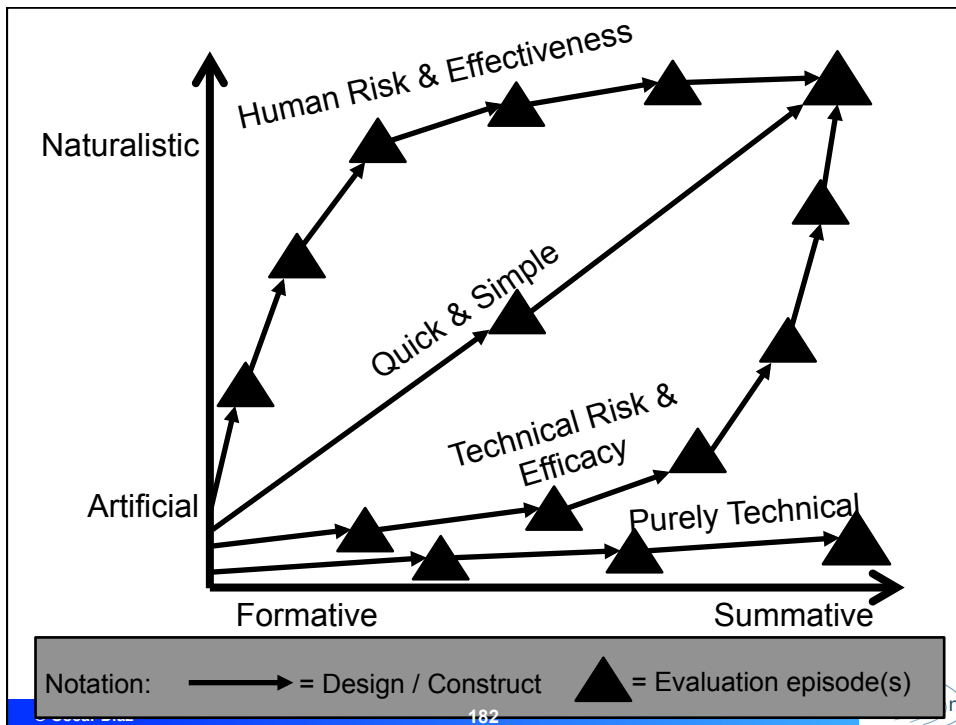 Human Risk & Effectiveness
Naturalistic
Quick & Simple
Technical Risk &
Efficacy
Artificial
Purely Technical
Formative
Summative
Notation:
= Design / Construct
= Evaluation episode(s)
182